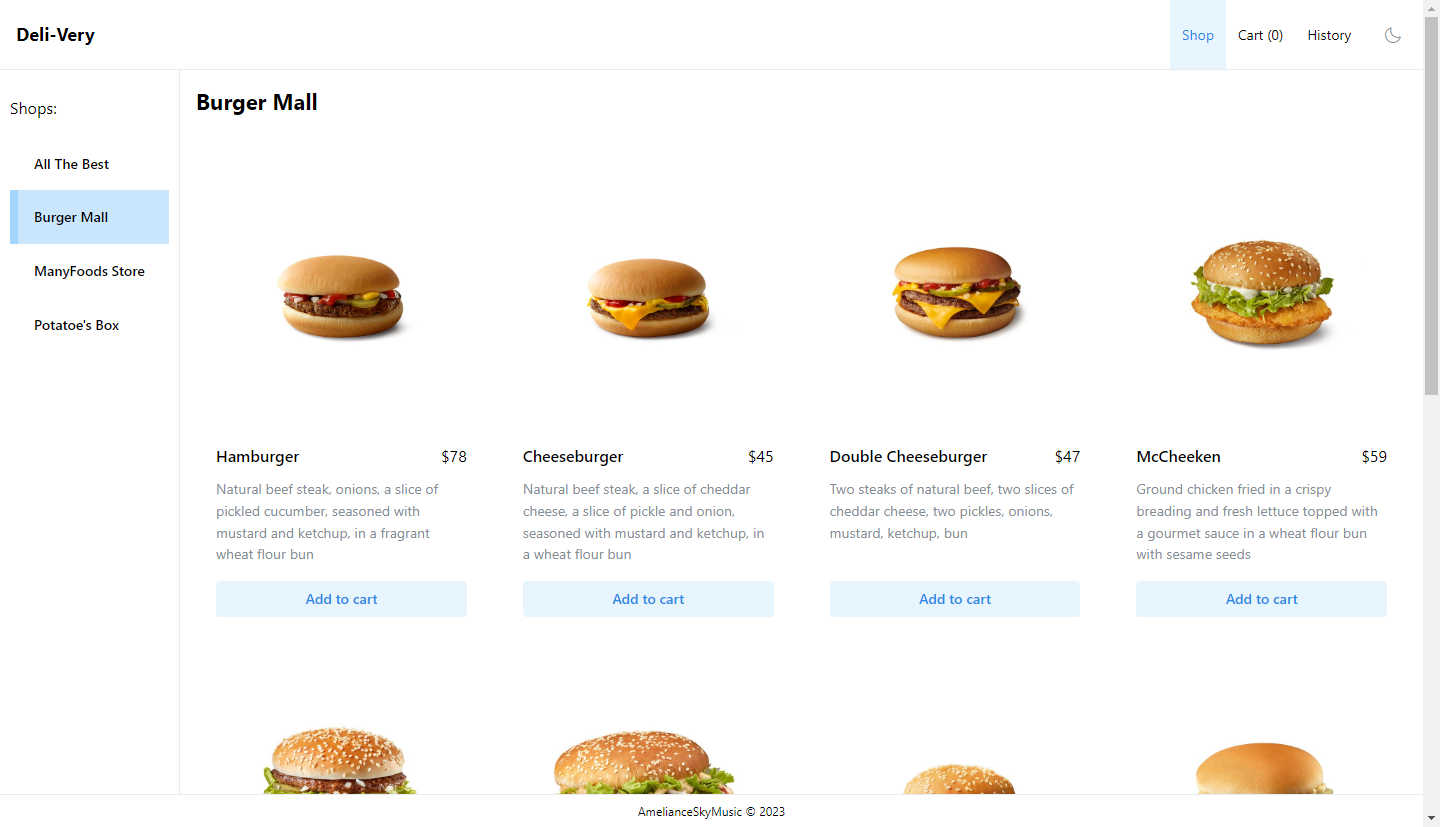 Deli-Very
Shop
Cart (0)
History
Shops:
All The Best
Burger Mall
ManyFoods Store
Potatoe's Box
Burger Mall
Hamburger $78
Natural beef steak, onions, a slice of
pickled cucumber, seasoned with
mustard and ketchup, in a fragrant
wheat flour bun
Add to cart
Cheeseburger $45
Natural beef steak, a slice of cheddar
cheese, a slice of pickle and onion,
seasoned with mustard and ketchup, in
a wheat flour bun
Add to cart
Double Cheeseburger $47
Two steaks of natural beef, two slices of
cheddar cheese, two pickles, onions,
mustard, ketchup, bun
Add to cart
McCheeken $59
Ground chicken fried in a crispy
breading and fresh lettuce topped with
a gourmet sauce in a wheat flour bun
with sesame seeds
Add to cart
AmelianceSkyMusic © 2023